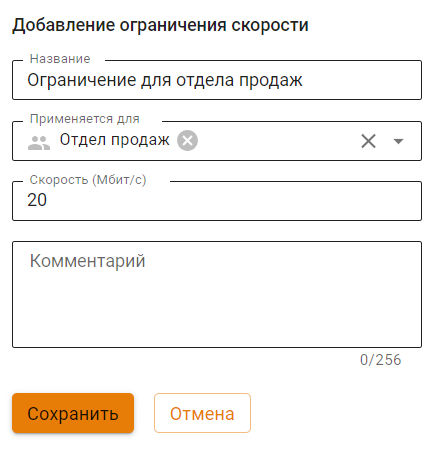 Добавление ограничения скорости
Название
Ограничение для отдела продаж
Применяется для
Отдел продаж
Скорость (Мбит/с)
20
Комментарий
0/256
Сохранить
Отмена